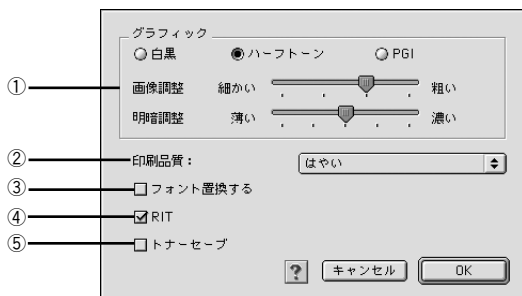 グラフィック
白黒 ハーフトーン PGI
① 画像調整 細かい 粗い
明暗調整 薄い 濃い
② 印刷品質： はやい
③ フォント置換する
④ RIT
⑤ トナーセーブ
? キャンセル OK